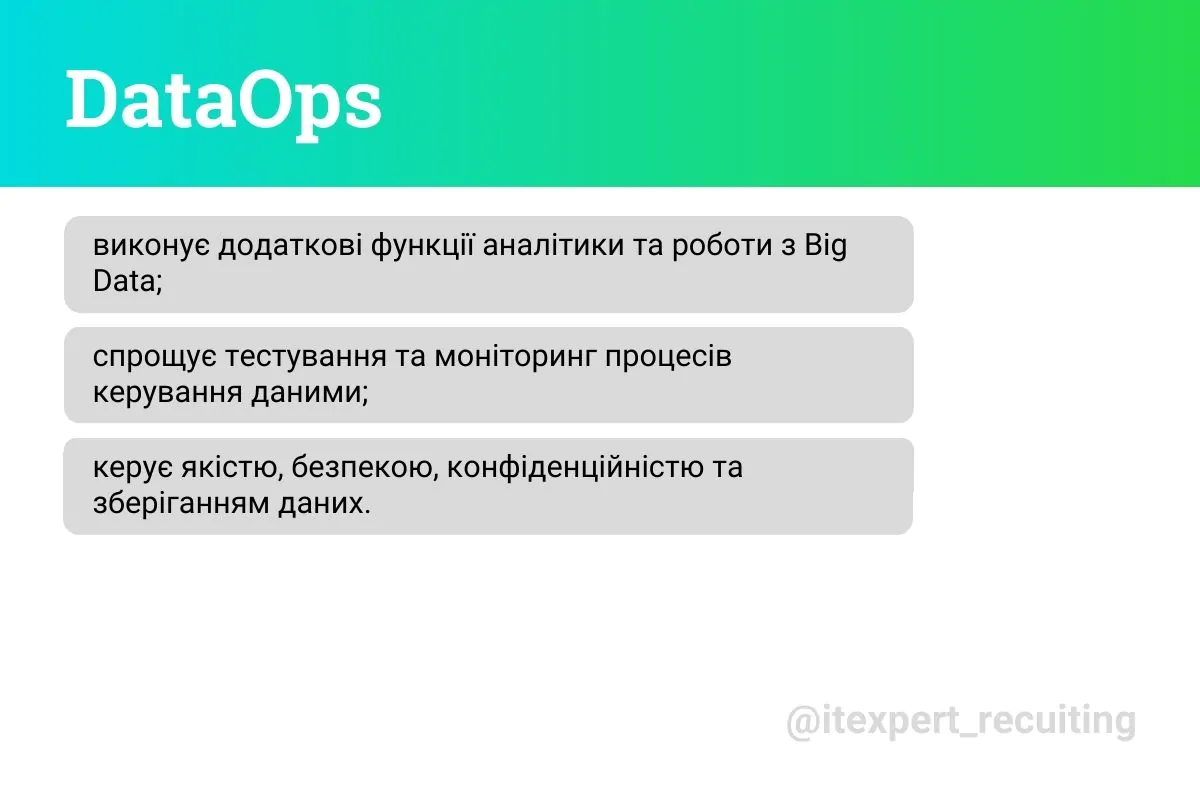 DataOps
виконує додаткові функції аналітики та роботи з Big
Data;
спрощує тестування та моніторинг процесів
керування даними;
керує якістю, безпекою, конфіденційністю та
зберіганням даних.
@itexpert_recuiting